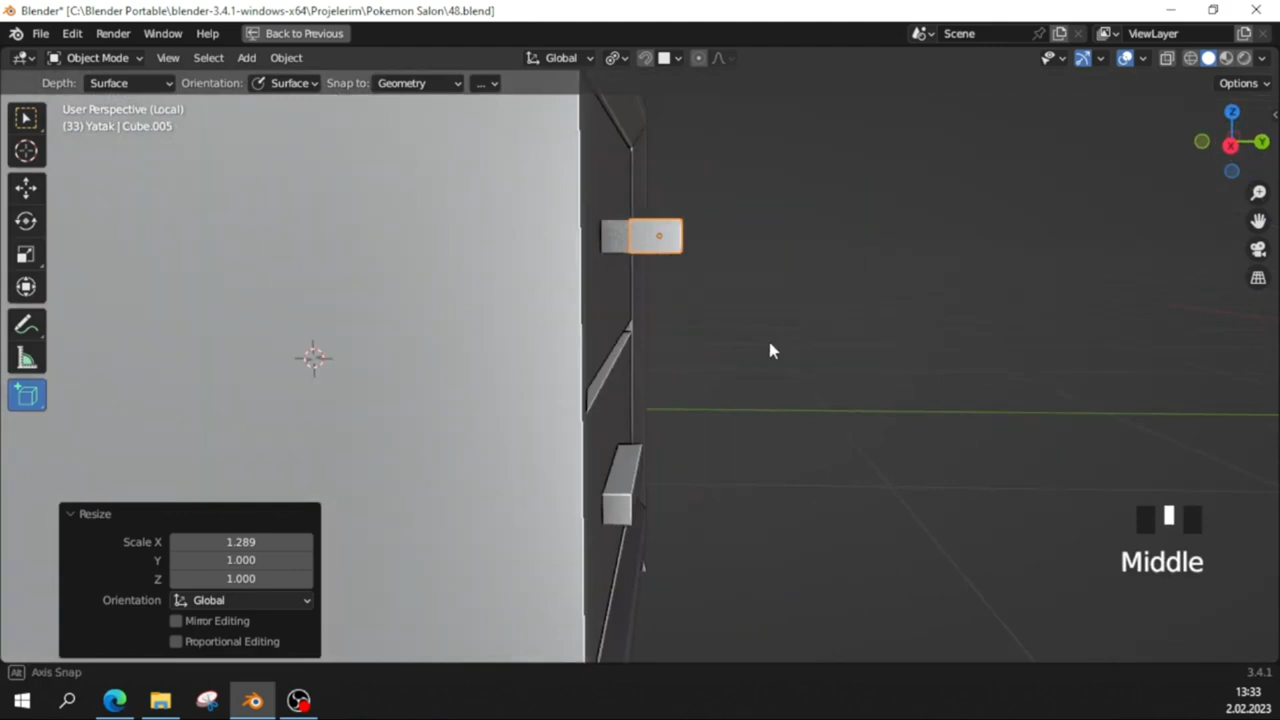 Blender* [C:\Blender Portable\blender-3.4.1-windows-x64\Projelerim\Pokemon Salon\48.blend]
File Edit Render Window Help Back to Previous Scene ViewLayer
Object Mode View Select Add Object Global
Depth: Surface Orientation: Surface Snap to: Geometry ... Options
User Perspective (Local)
(33) Yatak | Cube.005
Z
Y
X
Resize
Scale X 1.289
Y 1.000
Z 1.000
Orientation Global
Mirror Editing
Proportional Editing
Middle
Alt Axis Snap 3.4.1
13:33
2.02.2023